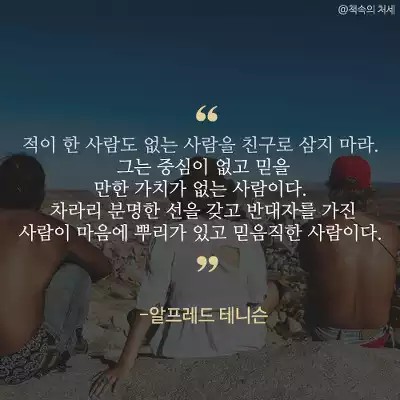 @책속의 처세
“
적이 한 사람도 없는 사람을 친구로 삼지 마라.
그는 중심이 없고 믿을
만한 가치가 없는 사람이다.
차라리 분명한 선을 갖고 반대자를 가진
사람이 마음에 뿌리가 있고 믿음직한 사람이다.
”
-알프레드 테니슨